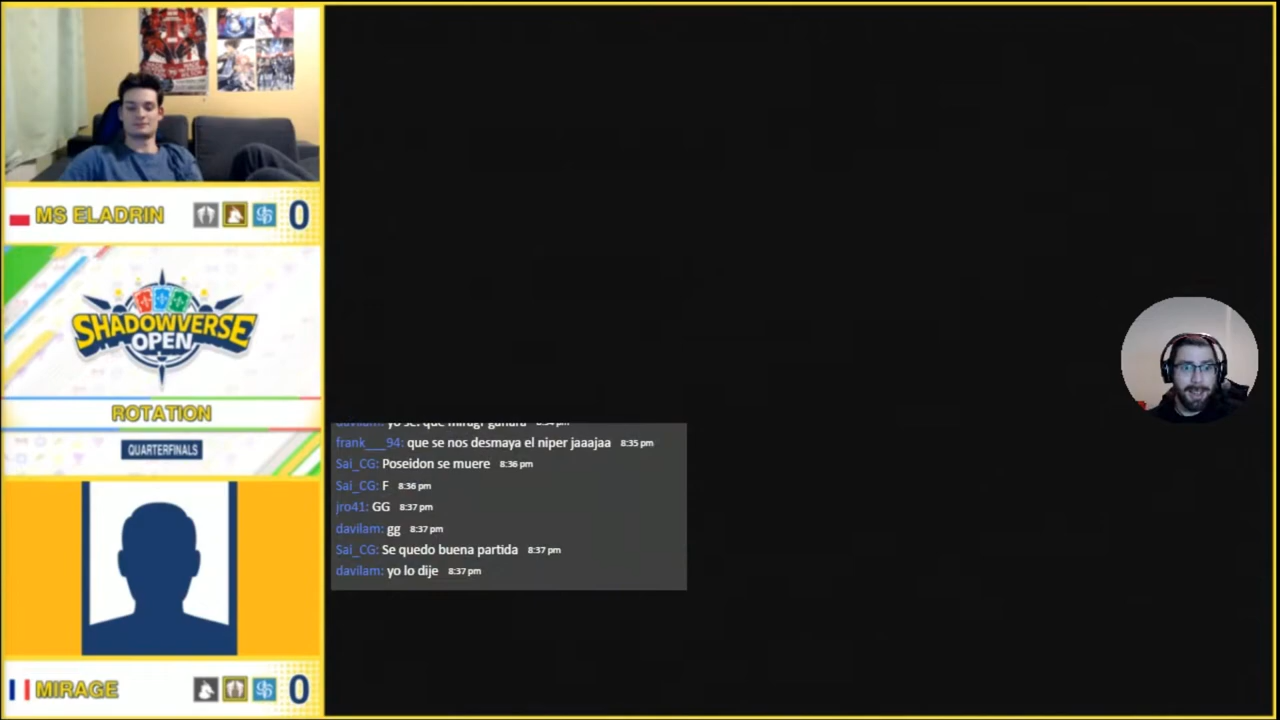 MS ELADRIN
0
SHADOWVERSE
OPEN
ROTATION
QUARTERFINALS
MIRAGE
0
frank___94: que se nos desmaya el niper jaaajaa 8:35 pm
Sai_CG: Poseidon se muere 8:36 pm
Sai_CG: F 8:36 pm
jro41: GG 8:37 pm
davilam: gg 8:37 pm
Sai_CG: Se quedo buena partida 8:37 pm
davilam: yo lo dije 8:37 pm